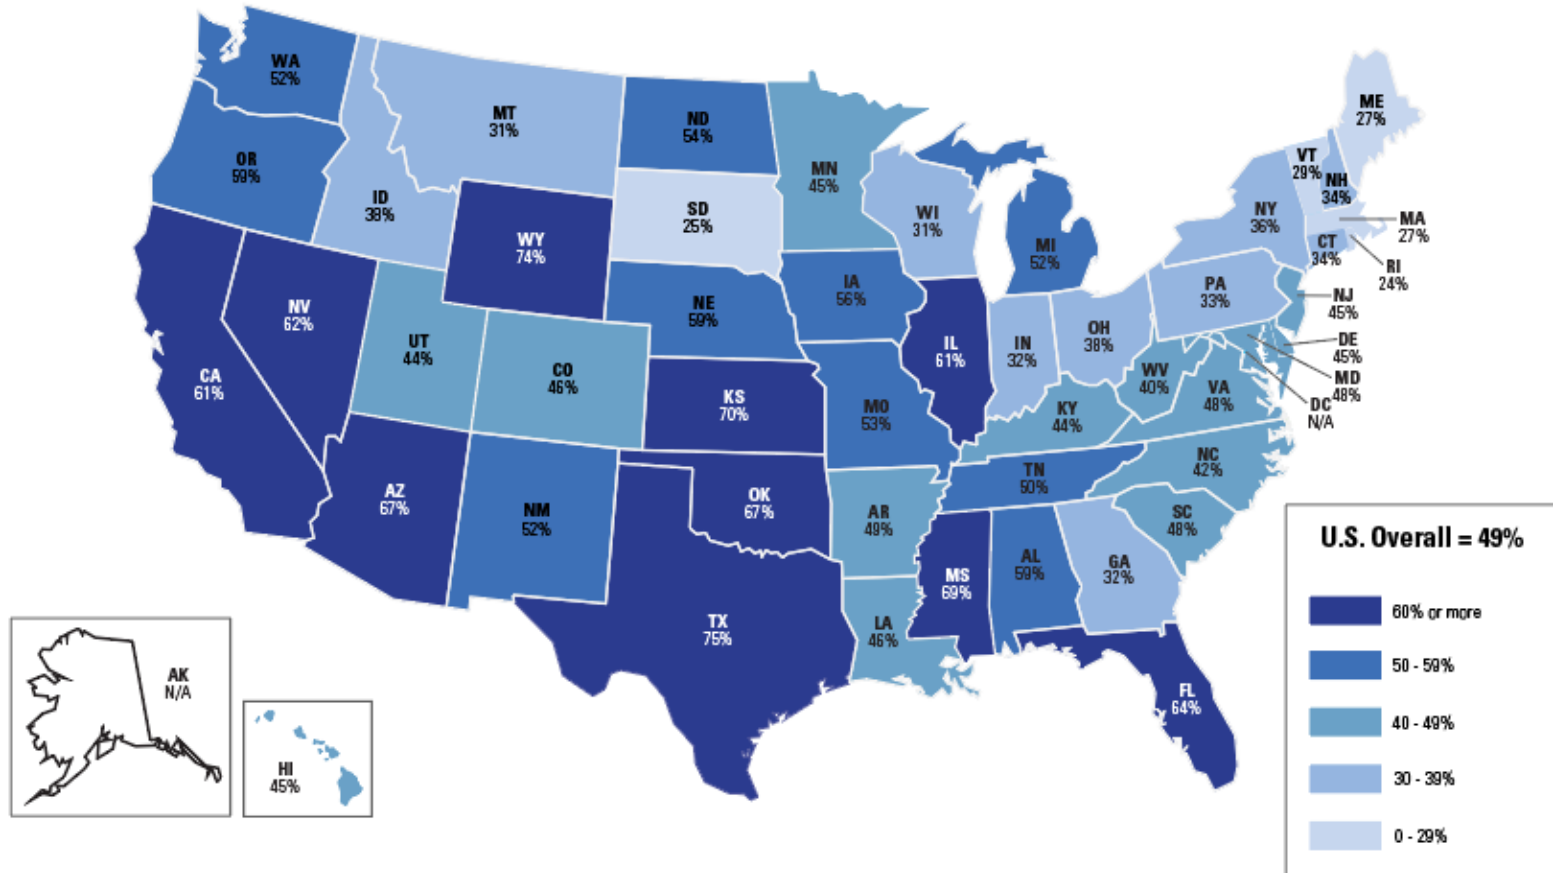 WA
52%
OR
59%
CA
61%
NV
62%
ID
38%
MT
31%
WY
74%
UT
44%
AZ
67%
CO
46%
NM
52%
ND
54%
SD
25%
NE
59%
KS
70%
OK
67%
TX
75%
MN
45%
IA
56%
MO
53%
AR
49%
LA
46%
WI
31%
IL
61%
MS
69%
MI
52%
IN
32%
OH
38%
KY
44%
TN
50%
AL
59%
GA
32%
FL
64%
SC
48%
NC
42%
VA
48%
WV
40%
PA
33%
NY
36%
VT
29%
NH
34%
ME
27%
MA
27%
CT
34%
RI
24%
NJ
45%
DE
45%
MD
48%
DC
N/A
AK
N/A
HI
45%
U.S. Overall = 49%
60% or more
50 - 59%
40 - 49%
30 - 39%
0 - 29%